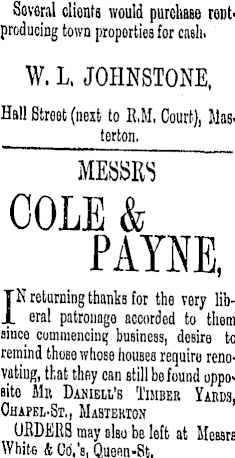 Several clients would purchase rent-
producing town properties for cash.
W. L. JOHNSTONE,
Hall Street (next to R.M. Court), Mas-
terton.
MESSRS
COLE &
PAYNE,
IN returning thanks for the very lib-
eral patronage accorded to them
since commencing business, desire to
remind those whose houses require reno-
vating, that they can still be found oppo-
site MR DANIELL'S TIMBER YARDS,
CHAPEL-ST., MASTERTON
ORDERS may also be left at Messrs
White & Co.'s, Queen-St.